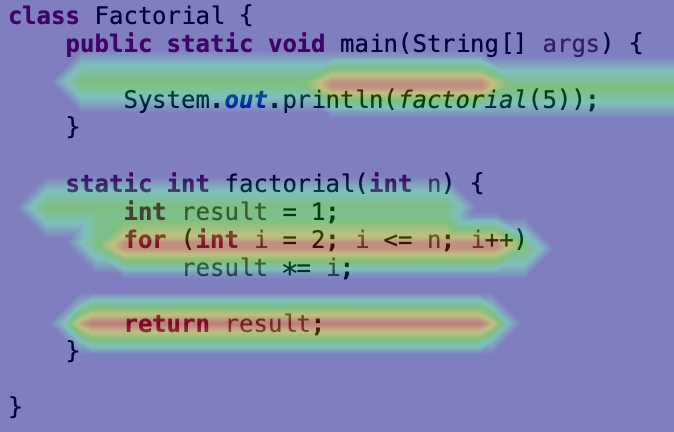 class Factorial {
public static void main(String[] args) {
System.out.println(factorial(5));
}
static int factorial(int n) {
int result = 1;
for (int i = 2; i <= n; i++)
result *= i;
return result;
}
}